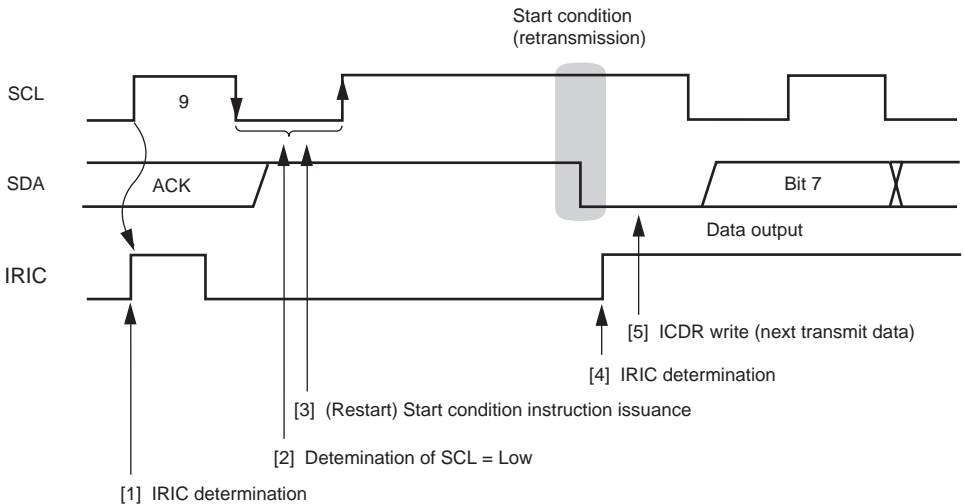 Start condition
(retransmission)
SCL
9
SDA
ACK
Bit 7
Data output
IRIC
[5] ICDR write (next transmit data)
[4] IRIC determination
[3] (Restart) Start condition instruction issuance
[2] Detemination of SCL = Low
[1] IRIC determination